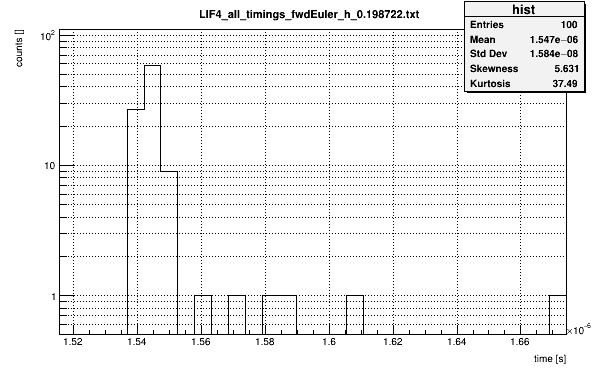 LIF4_all_timings_fwdEuler_h_0.198722.txt
hist
Entries 100
Mean 1.547e−06
Std Dev 1.584e−08
Skewness 5.631
Kurtosis 37.49
counts []
10²
10
1
1.52 1.54 1.56 1.58 1.6 1.62 1.64 1.66
×10⁻⁶
time [s]